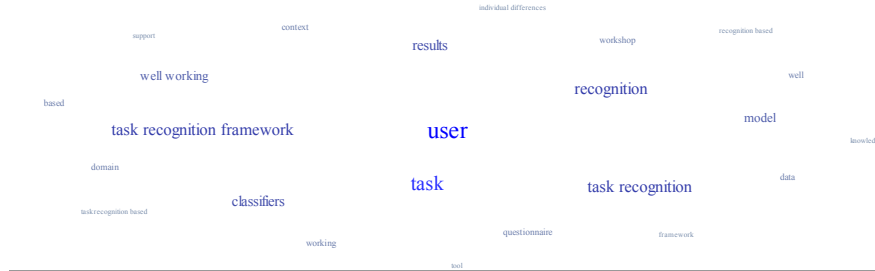 individual differences
context
recognition based
support
workshop
results
well working
well
recognition
based
model
task recognition framework
user
knowled
domain
data
task
task recognition
classifiers
taskrecognition based
questionnaire
framework
working
tool